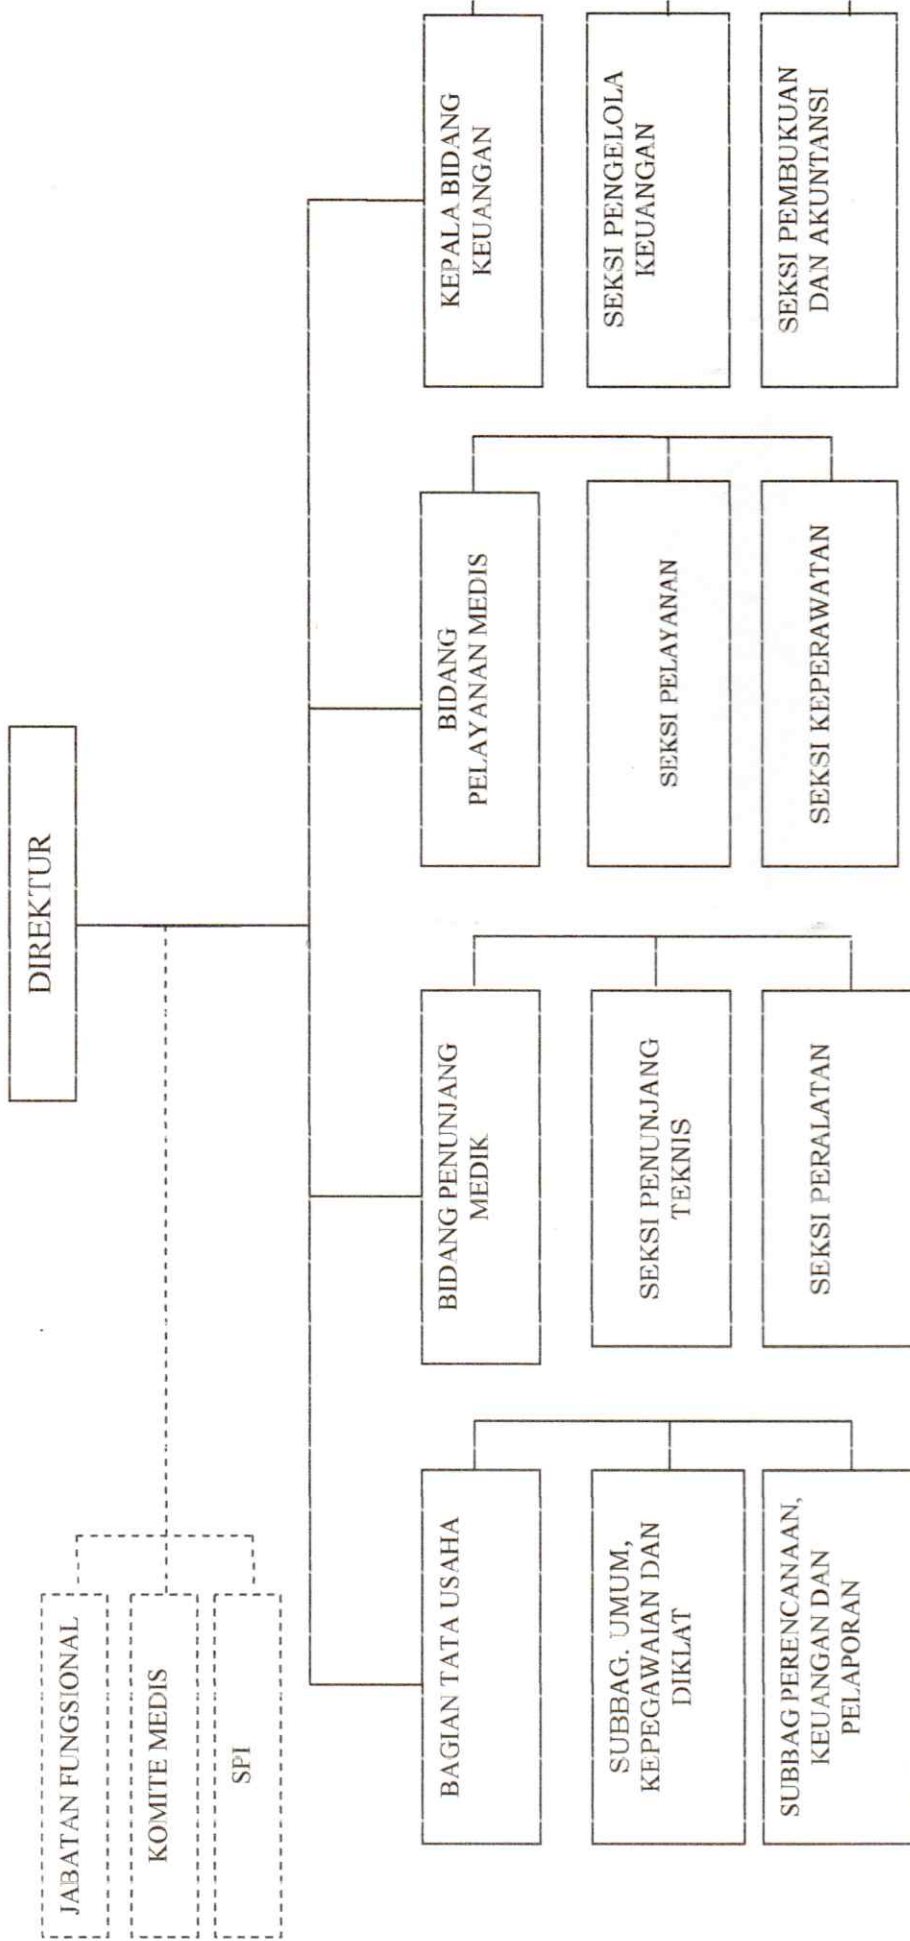 DIREKTUR
JABATAN FUNGSIONAL
KOMITE MEDIS
SPI
BAGIAN TATA USAHA
SUBBAG. UMUM,
KEPEGAWAIAN DAN
DIKLAT
SUBBAG PERENCANAAN,
KEUANGAN DAN
PELAPORAN
BIDANG PENUNJANG
MEDIK
SEKSI PENUNJANG
TEKNIS
SEKSI PERALATAN
BIDANG
PELAYANAN MEDIS
SEKSI PELAYANAN
SEKSI KEPERAWATAN
KEPALA BIDANG
KEUANGAN
SEKSI PENGELOLA
KEUANGAN
SEKSI PEMBUKUAN
DAN AKUNTANSI